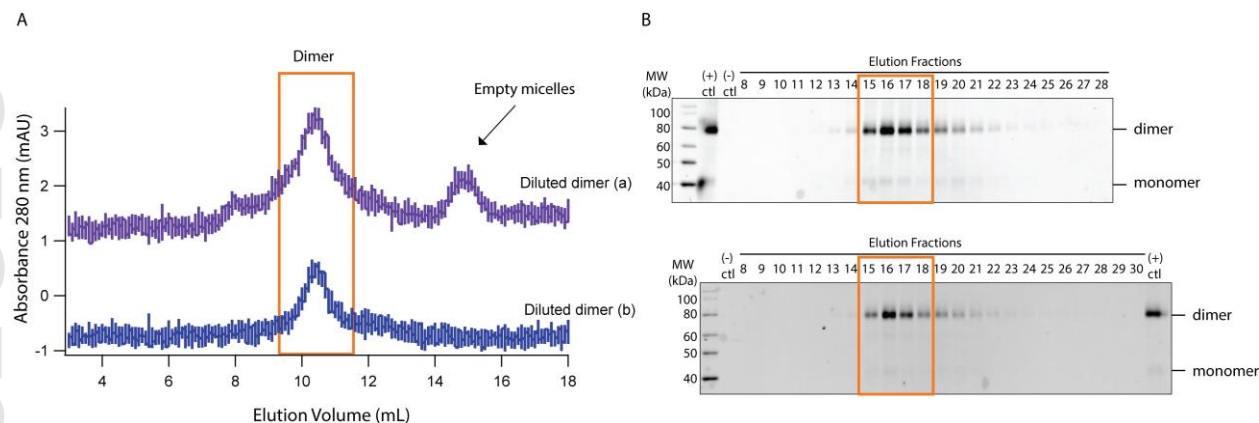 A
Dimer
Empty micelles
Diluted dimer (a)
Diluted dimer (b)
Absorbance 280 nm (mAU)
3
2
1
0
-1
4 6 8 10 12 14 16 18
Elution Volume (mL)
B
Elution Fractions
MW (kDa) (+) ctl (-) ctl 8 9 10 11 12 13 14 15 16 17 18 19 20 21 22 23 24 25 26 27 28
100
80
60
50
40
dimer
monomer
Elution Fractions
MW (kDa) (-) ctl 8 9 10 11 12 13 14 15 16 17 18 19 20 21 22 23 24 25 26 27 28 29 30 (+) ctl
100
80
60
50
40
dimer
monomer